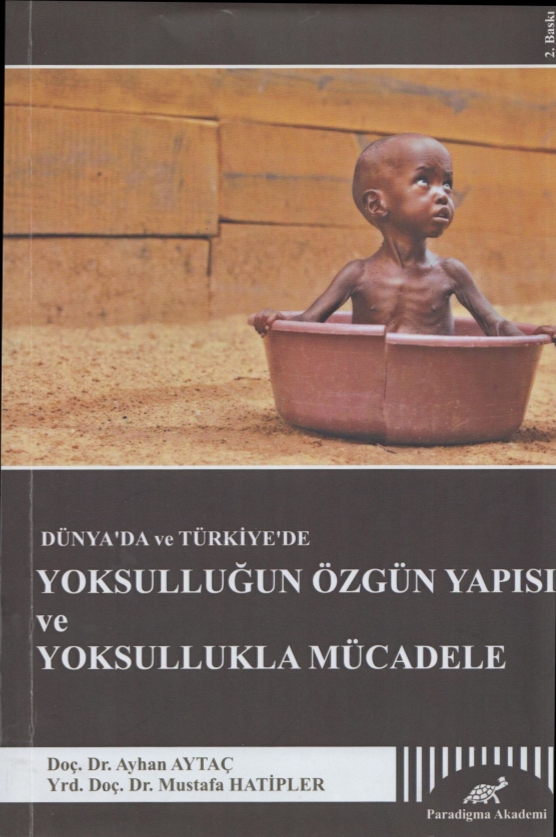 2. Baskı
DÜNYA'DA ve TÜRKİYE'DE
YOKSULLUĞUN ÖZGÜN YAPISI
ve
YOKSULLUKLA MÜCADELE
Doç. Dr. Ayhan AYTAÇ
Yrd. Doç. Dr. Mustafa HATİPLER
Paradigma Akademi